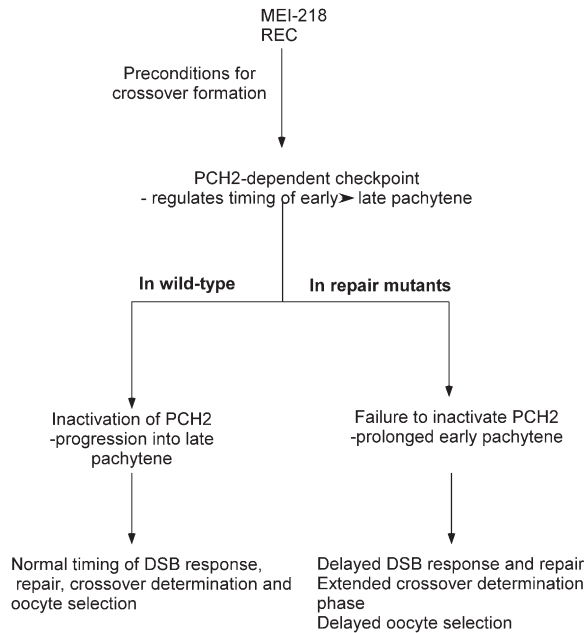 MEI-218
REC
Preconditions for
crossover formation
PCH2-dependent checkpoint
- regulates timing of early➤ late pachytene
In wild-type
In repair mutants
Inactivation of PCH2
-progression into late
pachytene
Failure to inactivate PCH2
-prolonged early pachytene
Normal timing of DSB response,
repair, crossover determination and
oocyte selection
Delayed DSB response and repair
Extended crossover determination
phase
Delayed oocyte selection